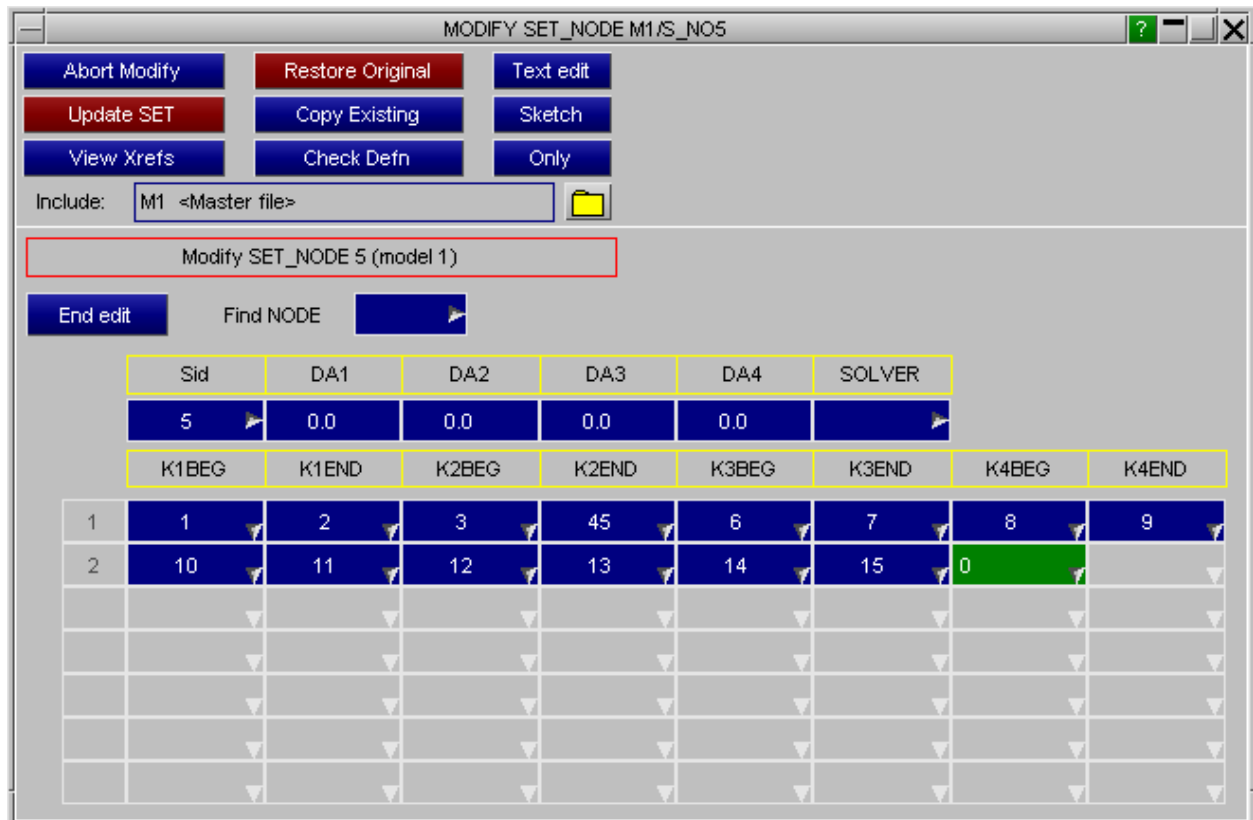 MODIFY SET_NODE M1/S_NO5 ?
Abort Modify Restore Original Text edit
Update SET Copy Existing Sketch
View Xrefs Check Defn Only
Include: M1 <Master file>
Modify SET_NODE 5 (model 1)
End edit Find NODE
Sid DA1 DA2 DA3 DA4 SOLVER
5 0.0 0.0 0.0 0.0
K1BEG K1END K2BEG K2END K3BEG K3END K4BEG K4END
1 1 2 3 45 6 7 8 9
2 10 11 12 13 14 15 0